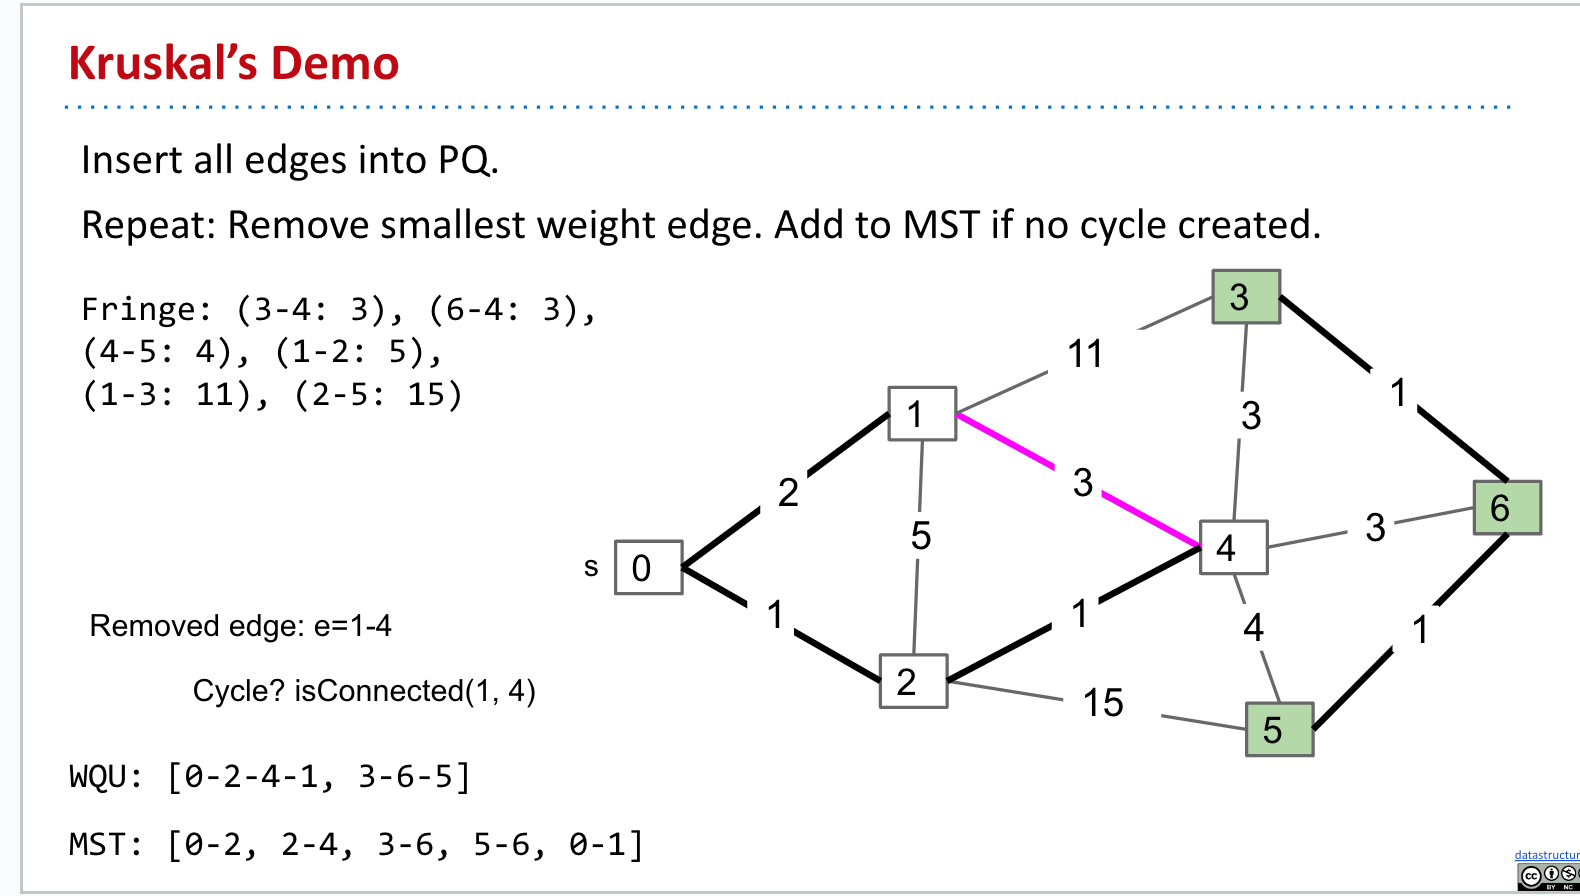 Kruskal's Demo
Insert all edges into PQ.
Repeat: Remove smallest weight edge. Add to MST if no cycle created.
Fringe: (3-4: 3), (6-4: 3),
(4-5: 4), (1-2: 5),
(1-3: 11), (2-5: 15)
3
11
1
1
3
2
3
5
3
6
4
s 0
1
1
4
1
2
15
5
Removed edge: e=1-4
Cycle? isConnected(1, 4)
WQU: [0-2-4-1, 3-6-5]
MST: [0-2, 2-4, 3-6, 5-6, 0-1]
cc
BY NC